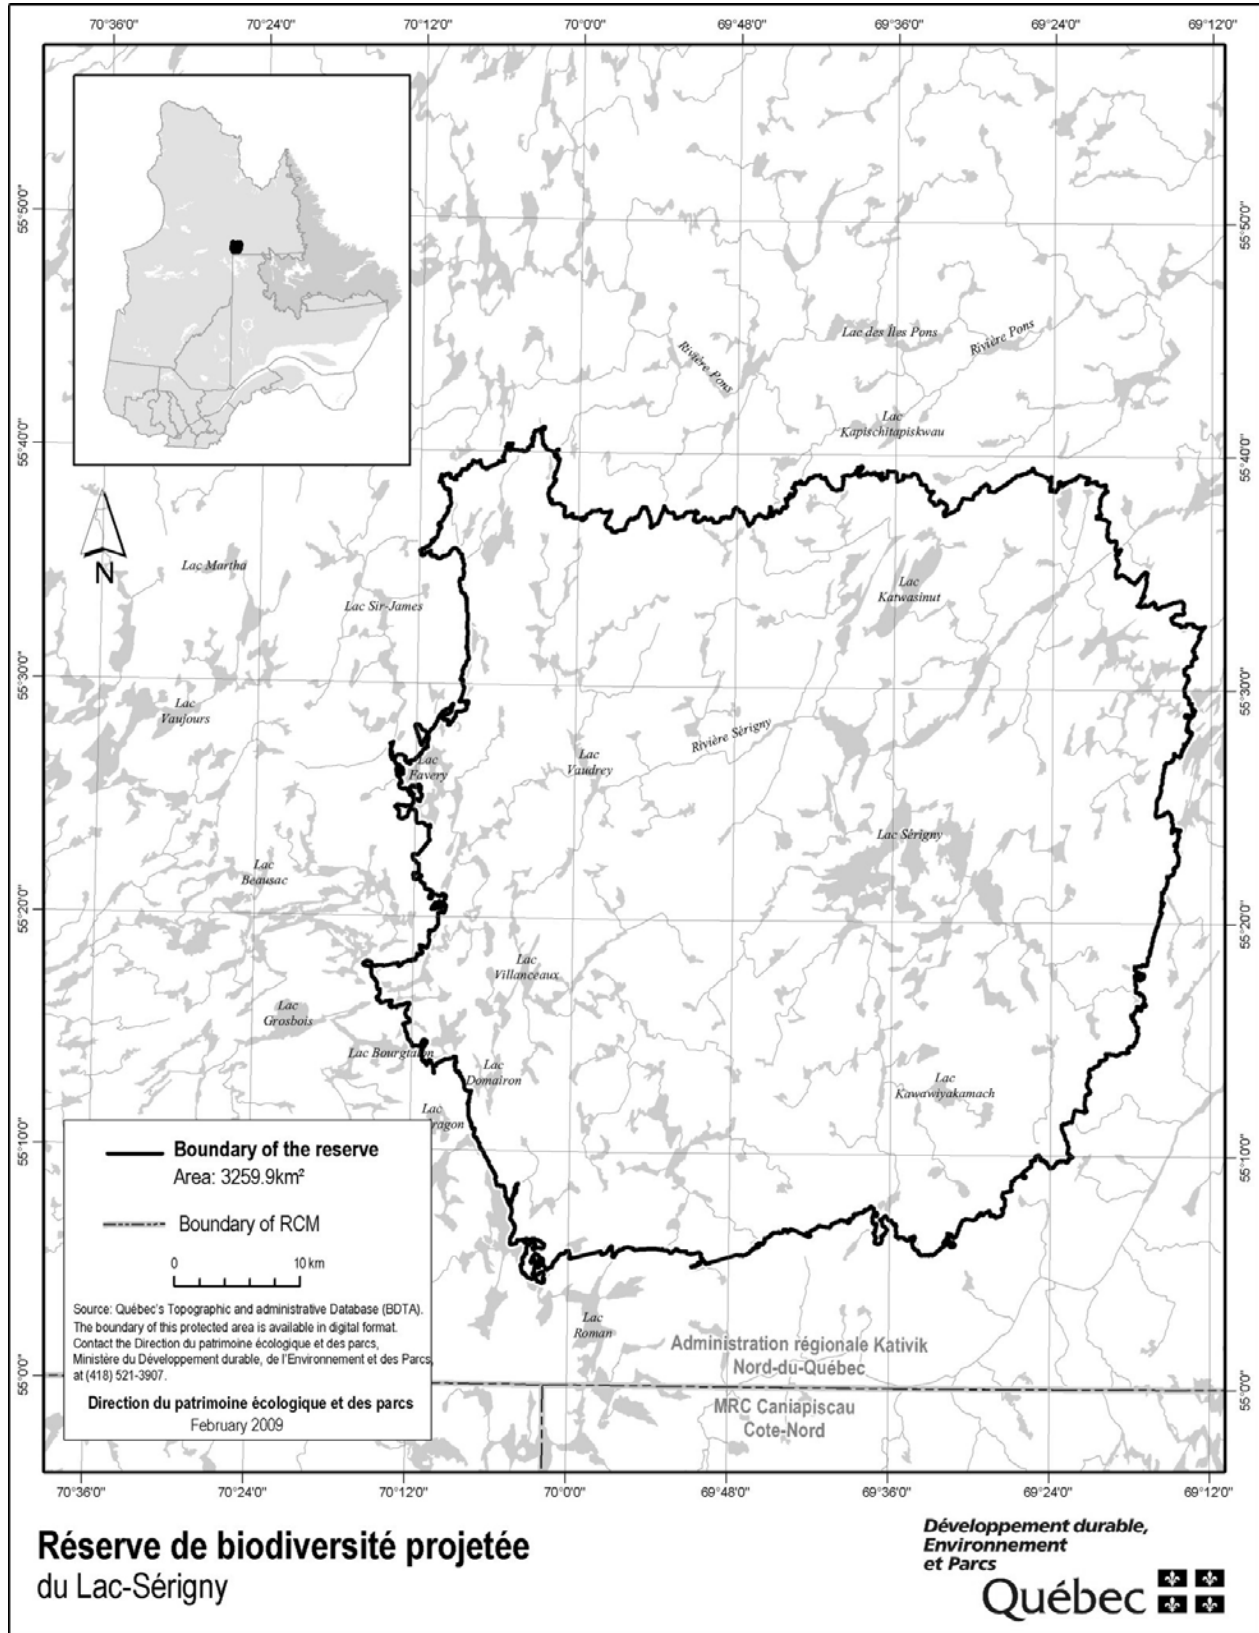 70°36'0" 70°24'0" 70°12'0" 70°0'0" 69°48'0" 69°36'0" 69°24'0" 69°12'0"
55°50'0"
55°50'0"
Lac des Îles Pons
Rivière Pons
Rivière Pons
Lac
Kapischitapiskwau
55°40'0"
55°40'0"
N
Lac Martha
Lac Sir-James
Lac
Katwasinut
55°30'0"
55°30'0"
Lac
Vaujours
Rivière Sérigny
Lac
Vaudrey
Lac
Favery
Lac Sérigny
Lac
Beausac
55°20'0"
55°20'0"
Lac
Villanceaux
Lac
Grosbois
Lac
Domairon
Lac
Kawawiyakamach
Lac
55°10'0"
55°10'0"
Boundary of the reserve
Area: 3259.9km²
Boundary of RCM
0 10 km
Source: Québec's Topographic and administrative Database (BDTA).
The boundary of this protected area is available in digital format.
Contact the Direction du patrimoine écologique et des parcs,
Ministère du Développement durable, de l'Environnement et des Parcs,
at (418) 521-3907.
Direction du patrimoine écologique et des parcs
February 2009
Lac
Roman
Administration régionale Kativik
Nord-du-Québec
55°0'0"
55°0'0"
MRC Caniapiscau
Cote-Nord
70°36'0" 70°24'0" 70°12'0" 70°0'0" 69°48'0" 69°36'0" 69°24'0" 69°12'0"
Réserve de biodiversité projetée
du Lac-Sérigny
Développement durable,
Environnement
et Parcs
Québec